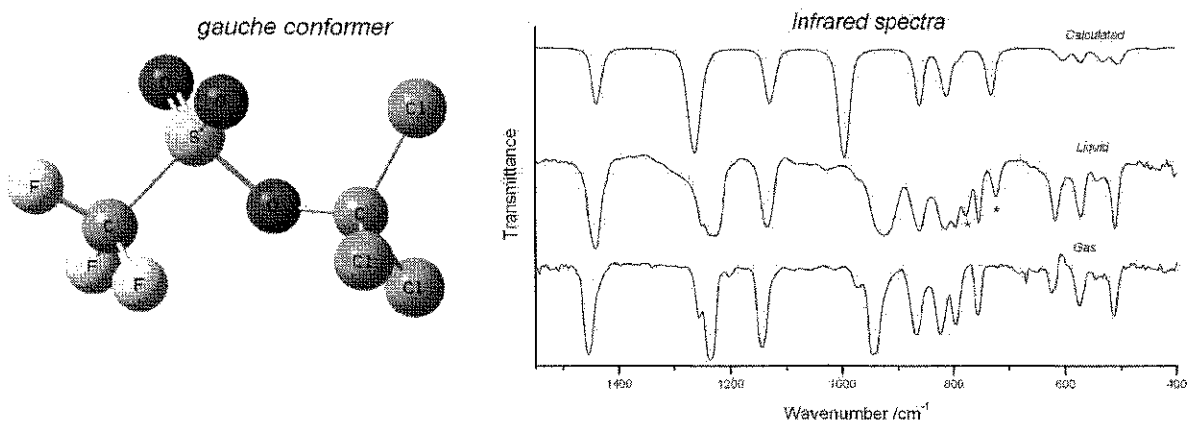 gauche conformer
S
O
Cl
F
O
C
C
F
F
Cl
Cl
Infrared spectra
Calculated
Liquid
*
*
Gas
Transmittance
1400
1200
1000
800
600
400
Wavenumber /cm⁻¹